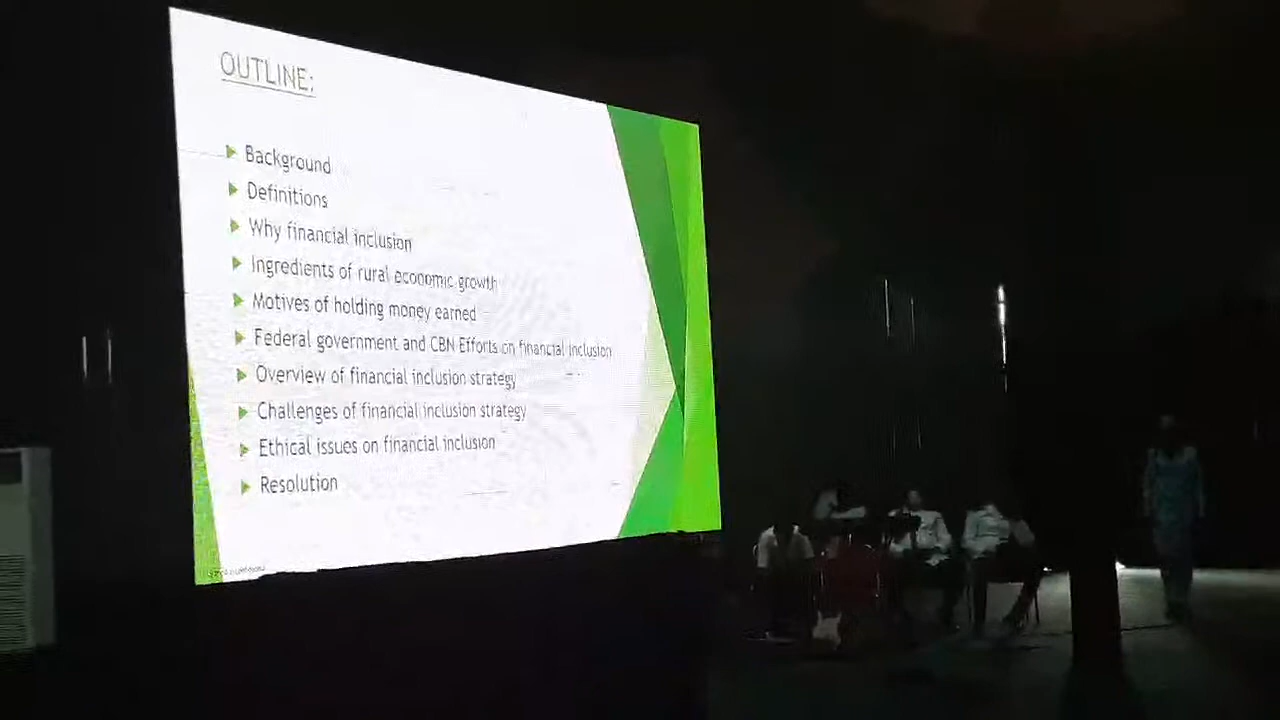 OUTLINE:
Background
Definitions
Why financial inclusion
Ingredients of rural economic growth
Motives of holding money earned
Federal government and CBN Efforts on financial inclusion
Overview of financial inclusion strategy
Challenges of financial inclusion strategy
Ethical issues on financial inclusion
Resolution